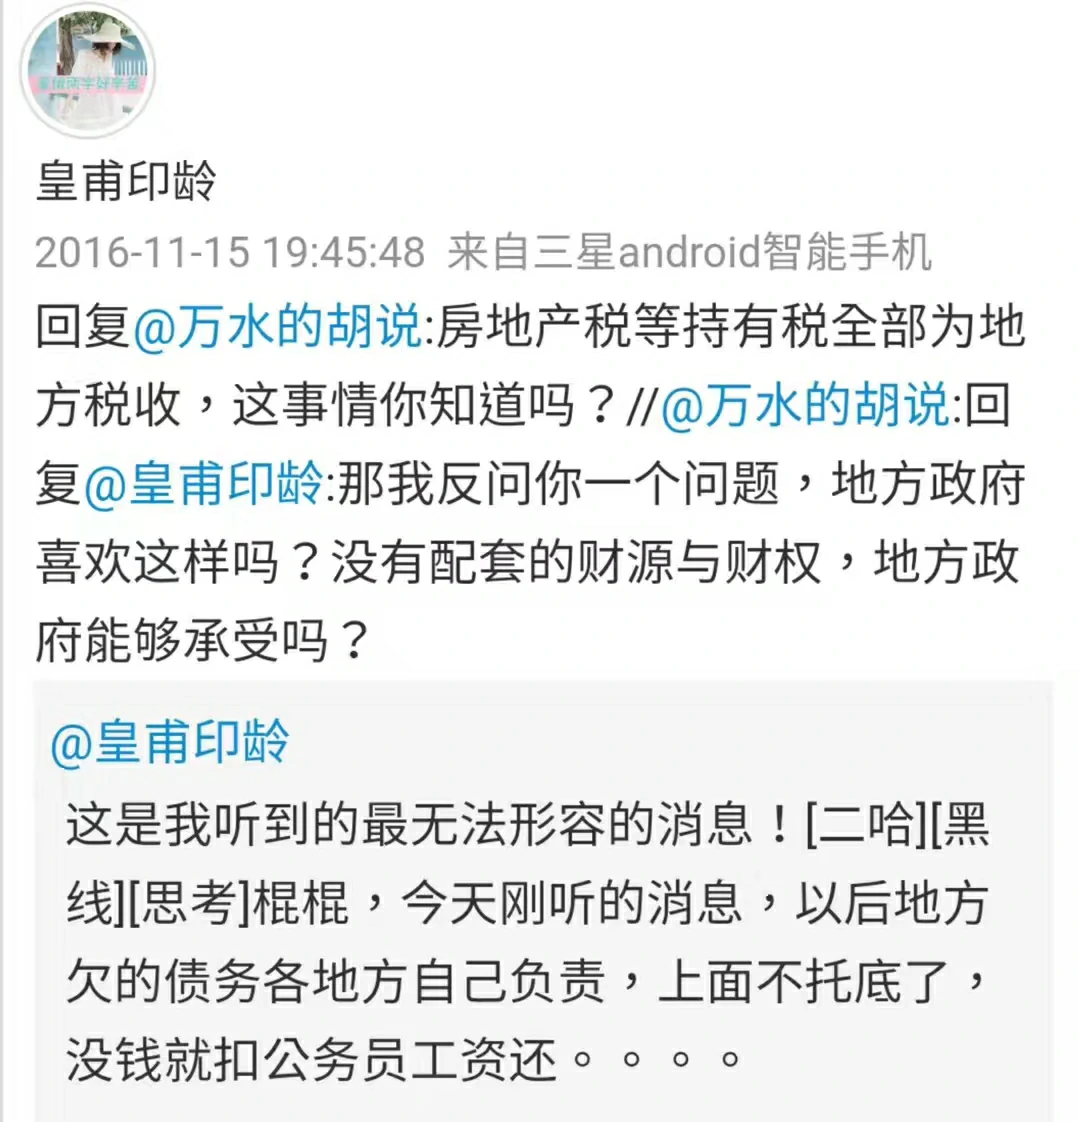 爱情两字好辛苦
皇甫印龄
2016-11-15 19:45:48 来自三星android智能手机
回复@万水的胡说:房地产税等持有税全部为地
方税收，这事情你知道吗？//@万水的胡说:回
复@皇甫印龄:那我反问你一个问题，地方政府
喜欢这样吗？没有配套的财源与财权，地方政
府能够承受吗？
@皇甫印龄
这是我听到的最无法形容的消息！[二哈][黑
线][思考]棍棍，今天刚听的消息，以后地方
欠的债务各地方自己负责，上面不托底了，
没钱就扣公务员工资还。。。。